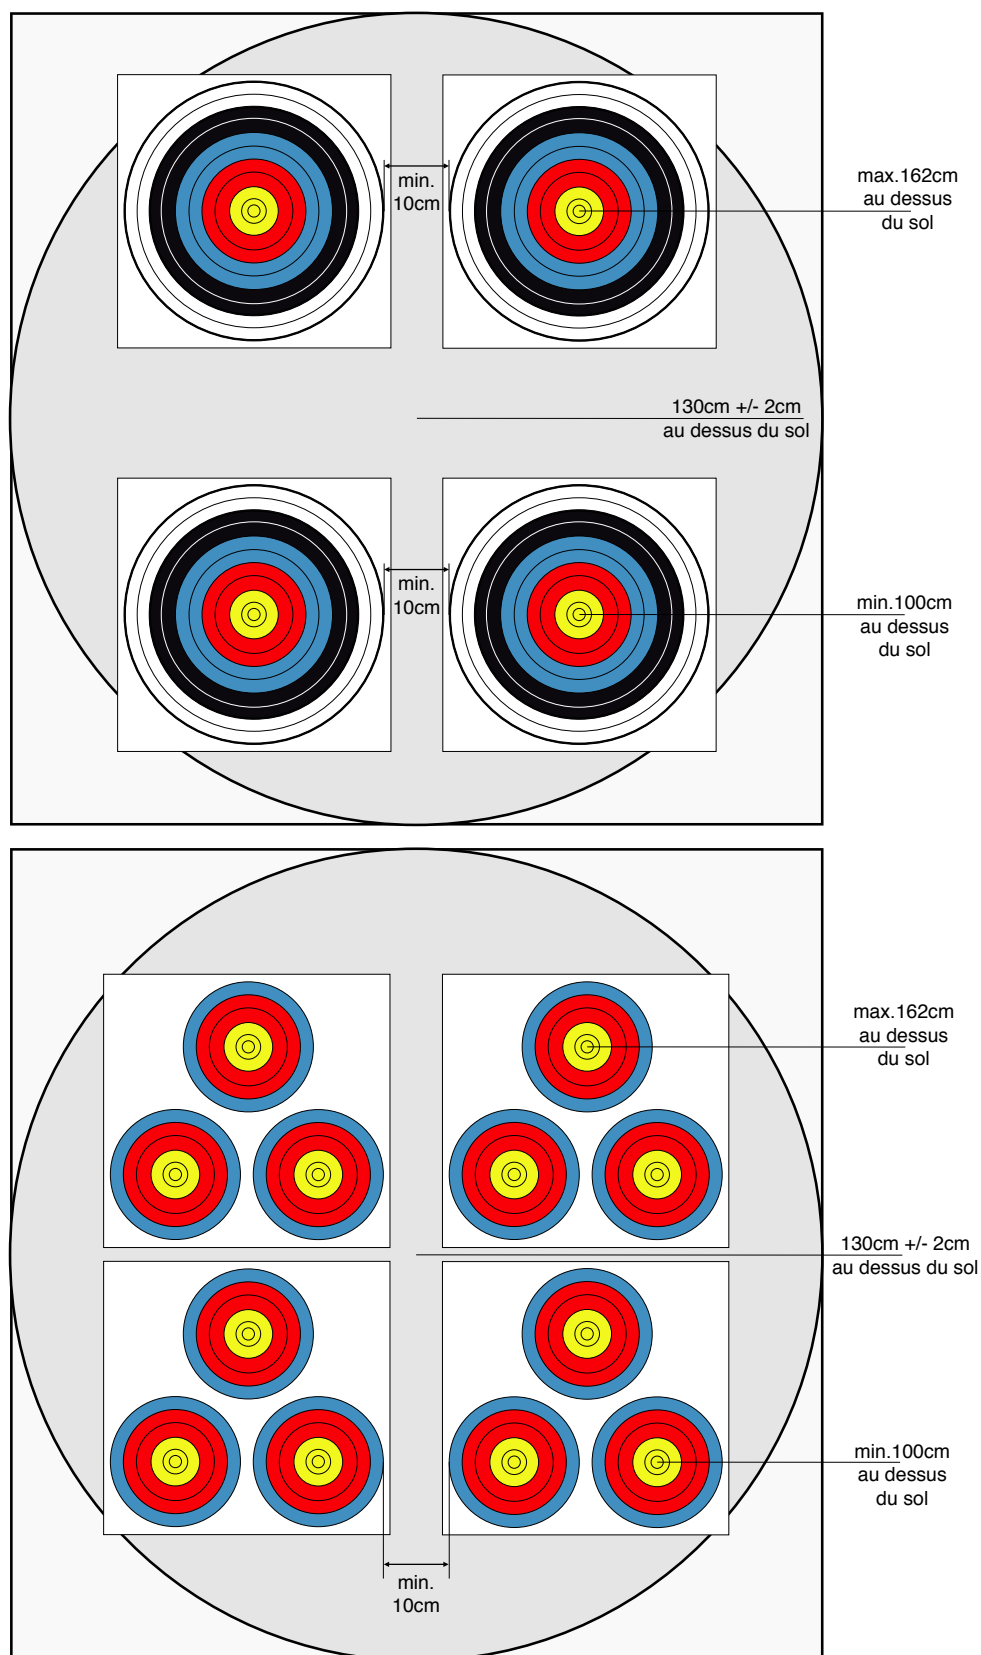 max.162cm
au dessus
du sol
min.
10cm
130cm +/- 2cm
au dessus du sol
min.
10cm
min.100cm
au dessus
du sol
max.162cm
au dessus
du sol
130cm +/- 2cm
au dessus du sol
min.100cm
au dessus
du sol
min.
10cm